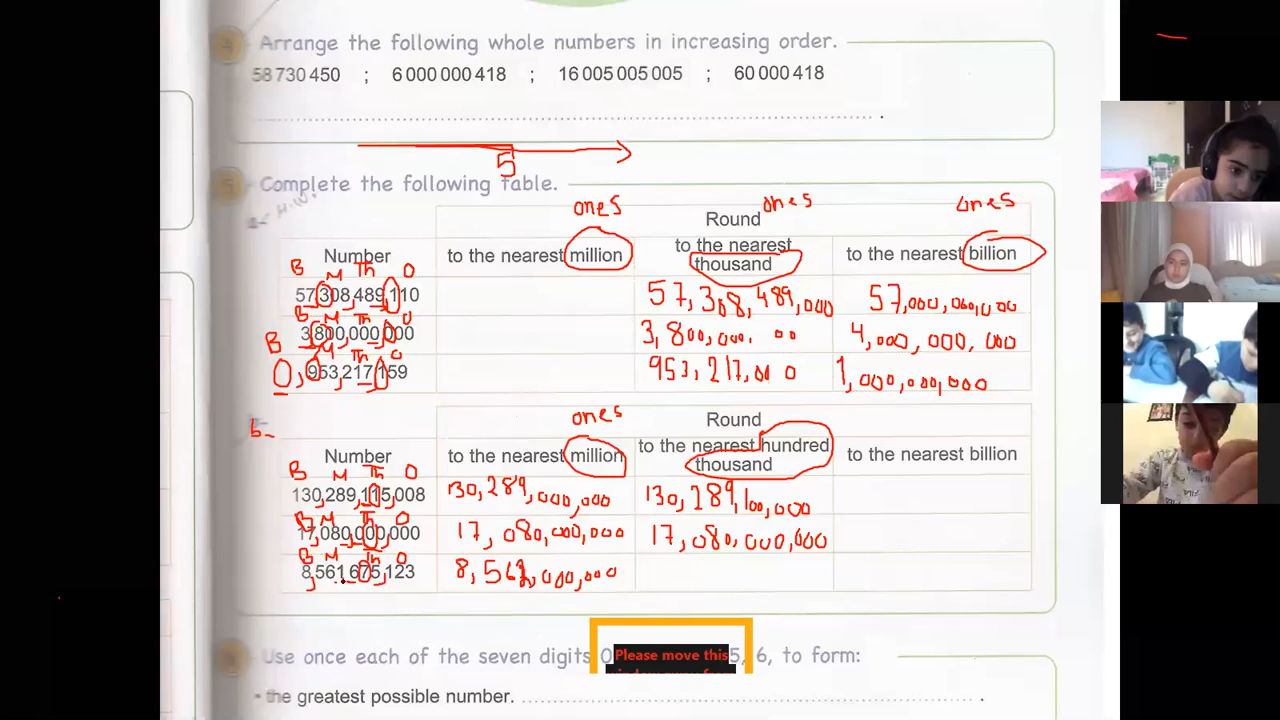 4 Arrange the following whole numbers in increasing order.
58 730 450 ; 6 000 000 418 ; 16 005 005 005 ; 60 000 418
5
5 Complete the following table.
a- H.W.
ones ones ones
Round
Number to the nearest million to the nearest thousand to the nearest billion
B M Th O
57,308,489,110 57,308,489,000 57,000,000,000
B M Th O
3,800,000,000 3,800,000,00 4,000,000,000
B M Th O
0,953,217,159 953,217,000 1,000,000,000
b-
ones
Round
Number to the nearest million to the nearest hundred thousand to the nearest billion
B M Th O
130,289,115,008 130,289,000,000 130,289,100,000
B M Th O
17,080,000,000 17,080,000,000 17,080,000,000
B M Th O
8,561,675,123 8,562,000,000
Use once each of the seven digits 0 5, 6, to form:
Please move this
• the greatest possible number.